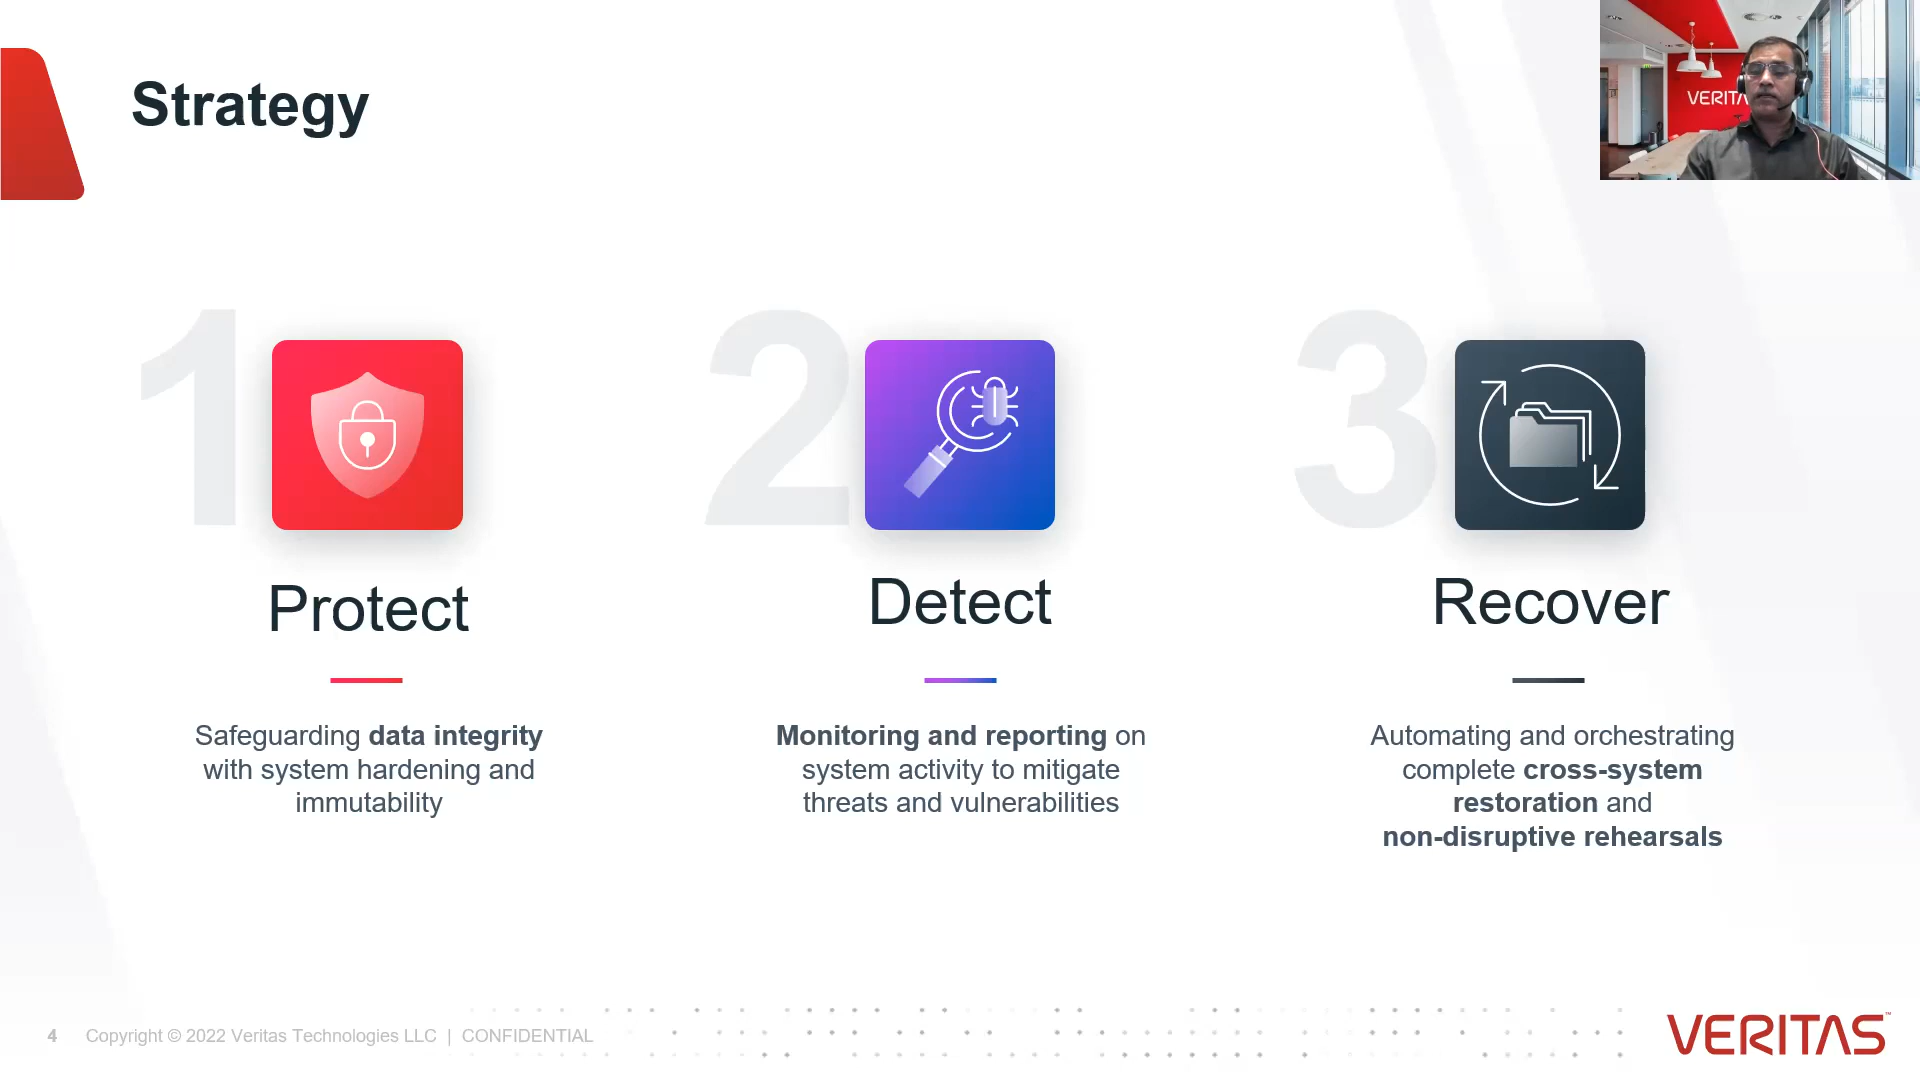 Strategy
VERITA
1
2
3
Protect
Detect
Recover
Safeguarding data integrity
with system hardening and
immutability
Monitoring and reporting on
system activity to mitigate
threats and vulnerabilities
Automating and orchestrating
complete cross-system
restoration and
non-disruptive rehearsals
4 Copyright © 2022 Veritas Technologies LLC | CONFIDENTIAL
VERITAS™